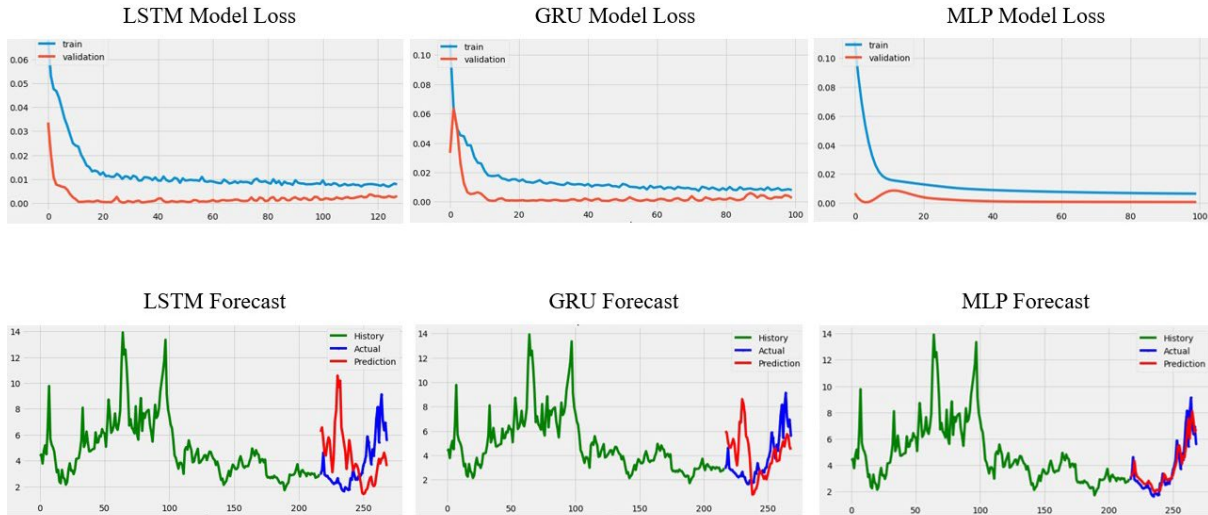 LSTM Model Loss
GRU Model Loss
MLP Model Loss
train
validation
0.06
0.05
0.04
0.03
0.02
0.01
0.00
0 20 40 60 80 100 120
train
validation
0.10
0.08
0.06
0.04
0.02
0.00
0 20 40 60 80 100
train
validation
0.10
0.08
0.06
0.04
0.02
0.00
0 20 40 60 80 100
LSTM Forecast
GRU Forecast
MLP Forecast
History
Actual
Prediction
14
12
10
8
6
4
2
0 50 100 150 200 250
History
Actual
Prediction
14
12
10
8
6
4
2
0 50 100 150 200 250
History
Actual
Prediction
14
12
10
8
6
4
2
0 50 100 150 200 250